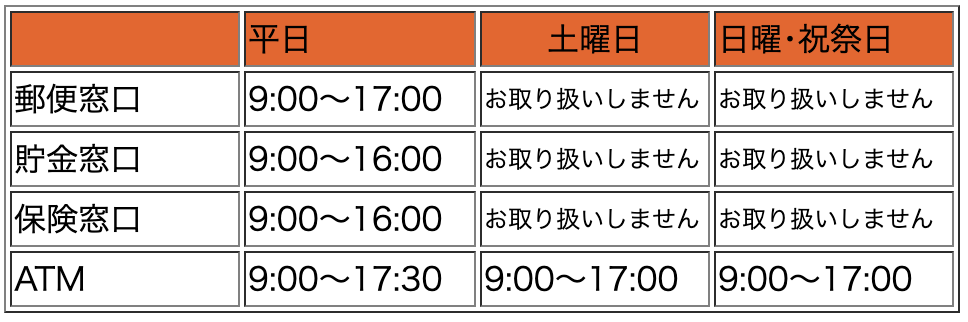 平日 土曜日 日曜・祝祭日
郵便窓口 9:00〜17:00 お取り扱いしません お取り扱いしません
貯金窓口 9:00〜16:00 お取り扱いしません お取り扱いしません
保険窓口 9:00〜16:00 お取り扱いしません お取り扱いしません
ATM 9:00〜17:30 9:00〜17:00 9:00〜17:00